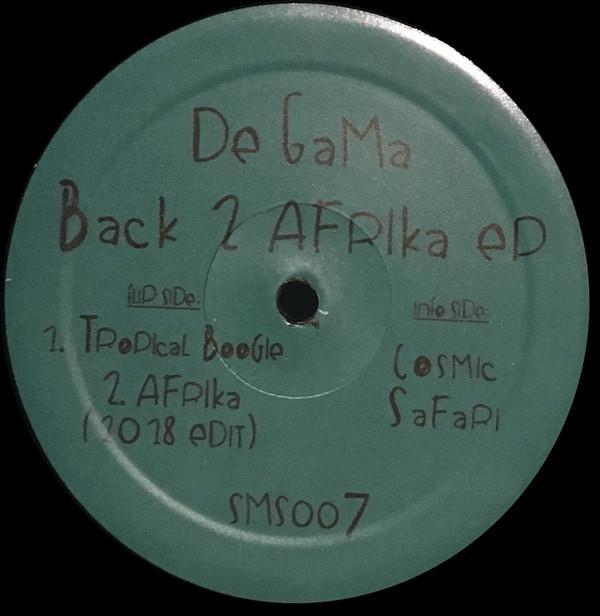 De GaMa
Back 2 AFRIka eP
FLIP SIDe:
1. TRoPIcaL BooGIe
2. AFRIka
(2018 eDIT)
InFo SIDe:
CoSMIc
SaFaRI
SMS007